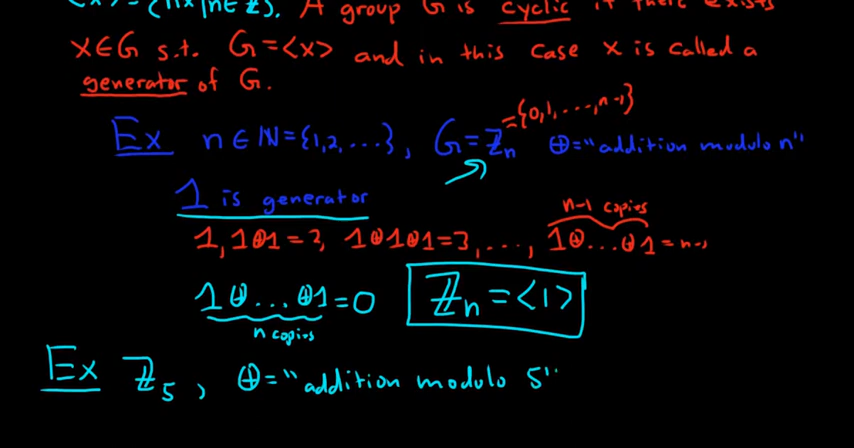 <x> = {nx | n ∈ Z}. A group G is cyclic if there exists
x ∈ G s.t. G = <x> and in this case x is called a
generator of G.
Ex n ∈ N = {1, 2, ...}, G = Zₙ = {0, 1, ..., n-1} ⊕ = "addition modulo n"
1 is generator
n-1 copies
1, 1⊕1 = 2, 1⊕1⊕1 = 3, ..., 1⊕...⊕1 = n-1
1⊕...⊕1 = 0 Zₙ = <1>
n copies
Ex Z₅, ⊕ = "addition modulo 5"